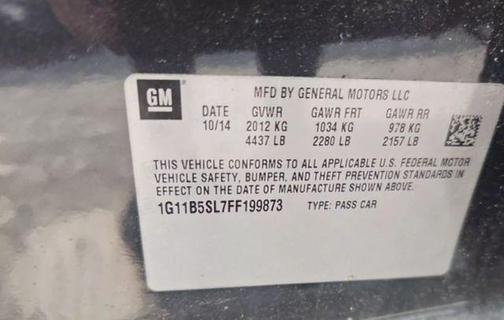 GM
MFD BY GENERAL MOTORS LLC
DATE GVWR GAWR FRT GAWR RR
10/14 2012 KG 1034 KG 978 KG
4437 LB 2280 LB 2157 LB
THIS VEHICLE CONFORMS TO ALL APPLICABLE U.S. FEDERAL MOTOR
VEHICLE SAFETY, BUMPER, AND THEFT PREVENTION STANDARDS IN
EFFECT ON THE DATE OF MANUFACTURE SHOWN ABOVE.
1G11B5SL7FF199873 TYPE: PASS CAR